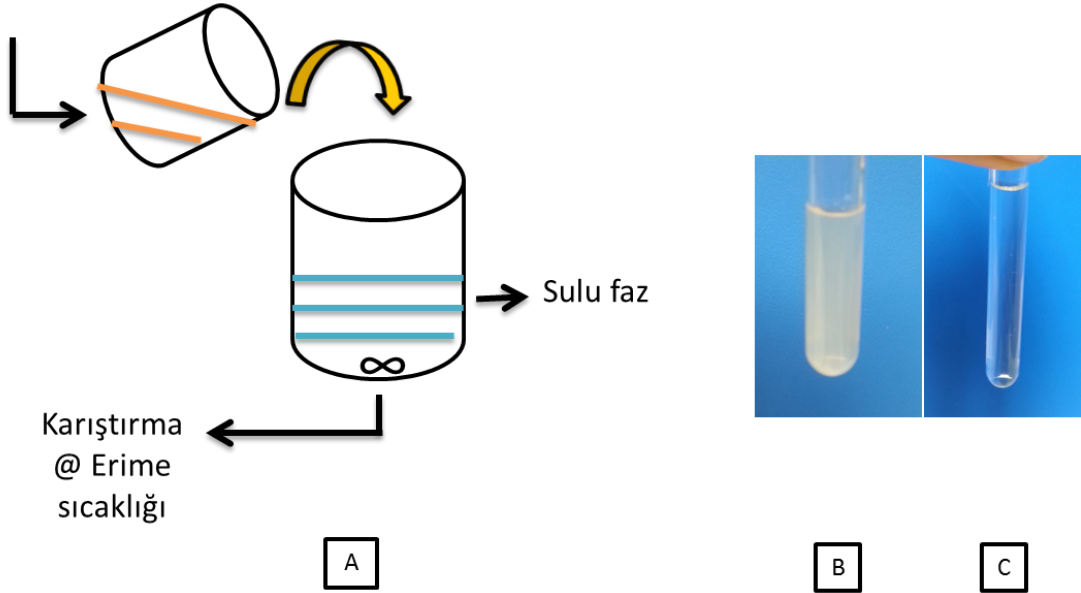 Sulu faz
Karıştırma
@ Erime
sıcaklığı
A
B
C